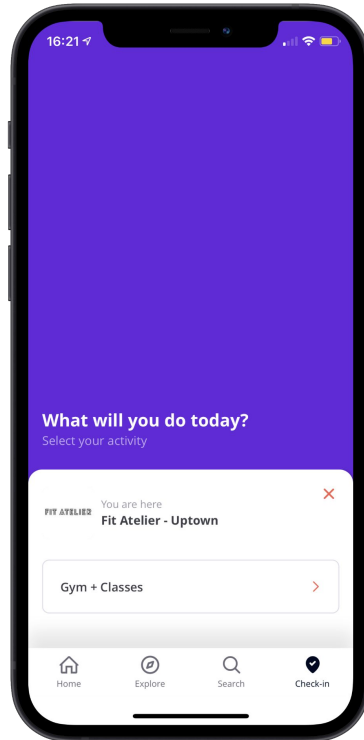 16:21
What will you do today?
Select your activity
FIT ATELIER
You are here
Fit Atelier - Uptown
Gym + Classes
Home
Explore
Search
Check-in